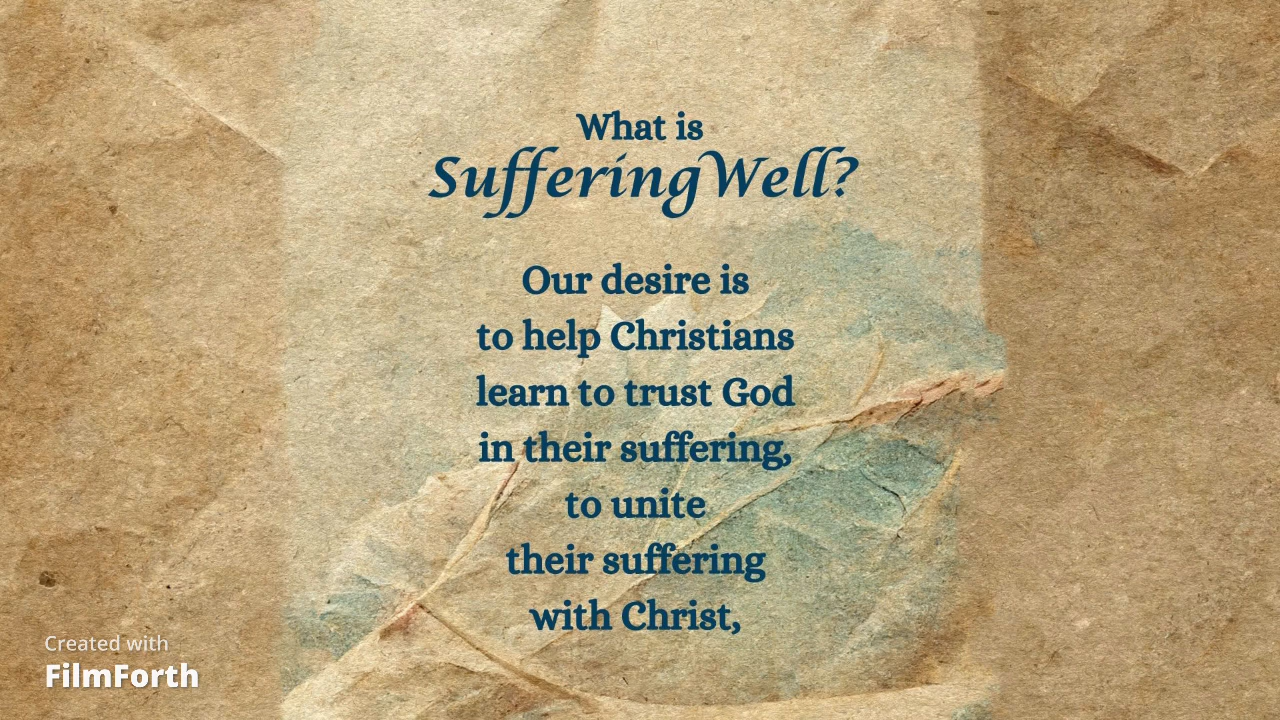 What is
SufferingWell?
Our desire is
to help Christians
learn to trust God
in their suffering,
to unite
their suffering
with Christ,
Created with
FilmForth